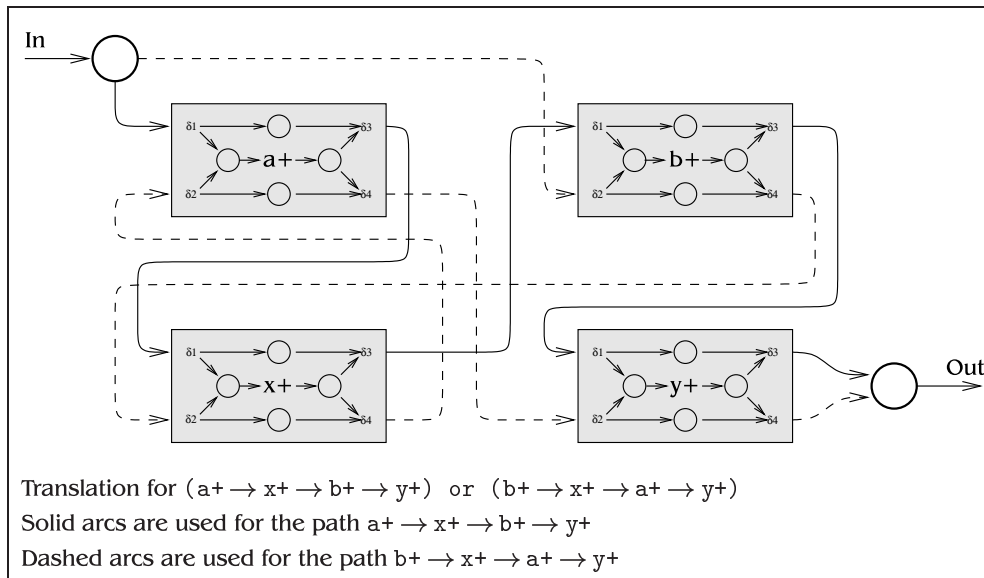 In
δ1 δ3
a+
δ2 δ4
δ1 δ3
b+
δ2 δ4
δ1 δ3
x+
δ2 δ4
δ1 δ3
y+
δ2 δ4
Out
Translation for (a+ → x+ → b+ → y+) or (b+ → x+ → a+ → y+)
Solid arcs are used for the path a+ → x+ → b+ → y+
Dashed arcs are used for the path b+ → x+ → a+ → y+